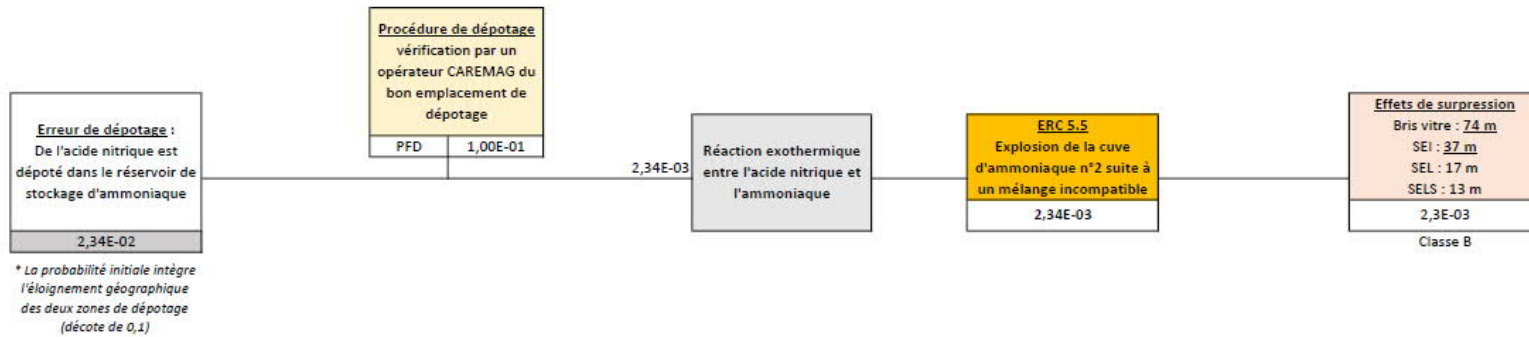 Procédure de dépotage
vérification par un
opérateur CAREMAG du
bon emplacement de
dépotage
PFD 1,00E-01
Erreur de dépotage :
De l'acide nitrique est
dépoté dans le réservoir de
stockage d'ammoniaque
2,34E-02
* La probabilité initiale intègre
l'éloignement géographique
des deux zones de dépotage
(décote de 0,1)
2,34E-03
Réaction exothermique
entre l'acide nitrique et
l'ammoniaque
ERC 5.5
Explosion de la cuve
d'ammoniaque n°2 suite à
un mélange incompatible
2,34E-03
Effets de surpression
Bris vitre : 74 m
SEI : 37 m
SEL : 17 m
SELS : 13 m
2,3E-03
Classe B